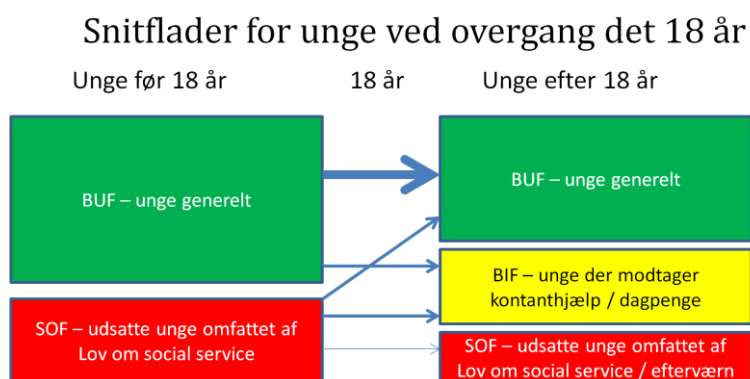 Snitflader for unge ved overgang det 18 år
Unge før 18 år
18 år
Unge efter 18 år
BUF – unge generelt
BUF – unge generelt
BIF – unge der modtager
kontanthjælp / dagpenge
SOF – udsatte unge omfattet af
Lov om social service
SOF – udsatte unge omfattet af
Lov om social service / efterværn